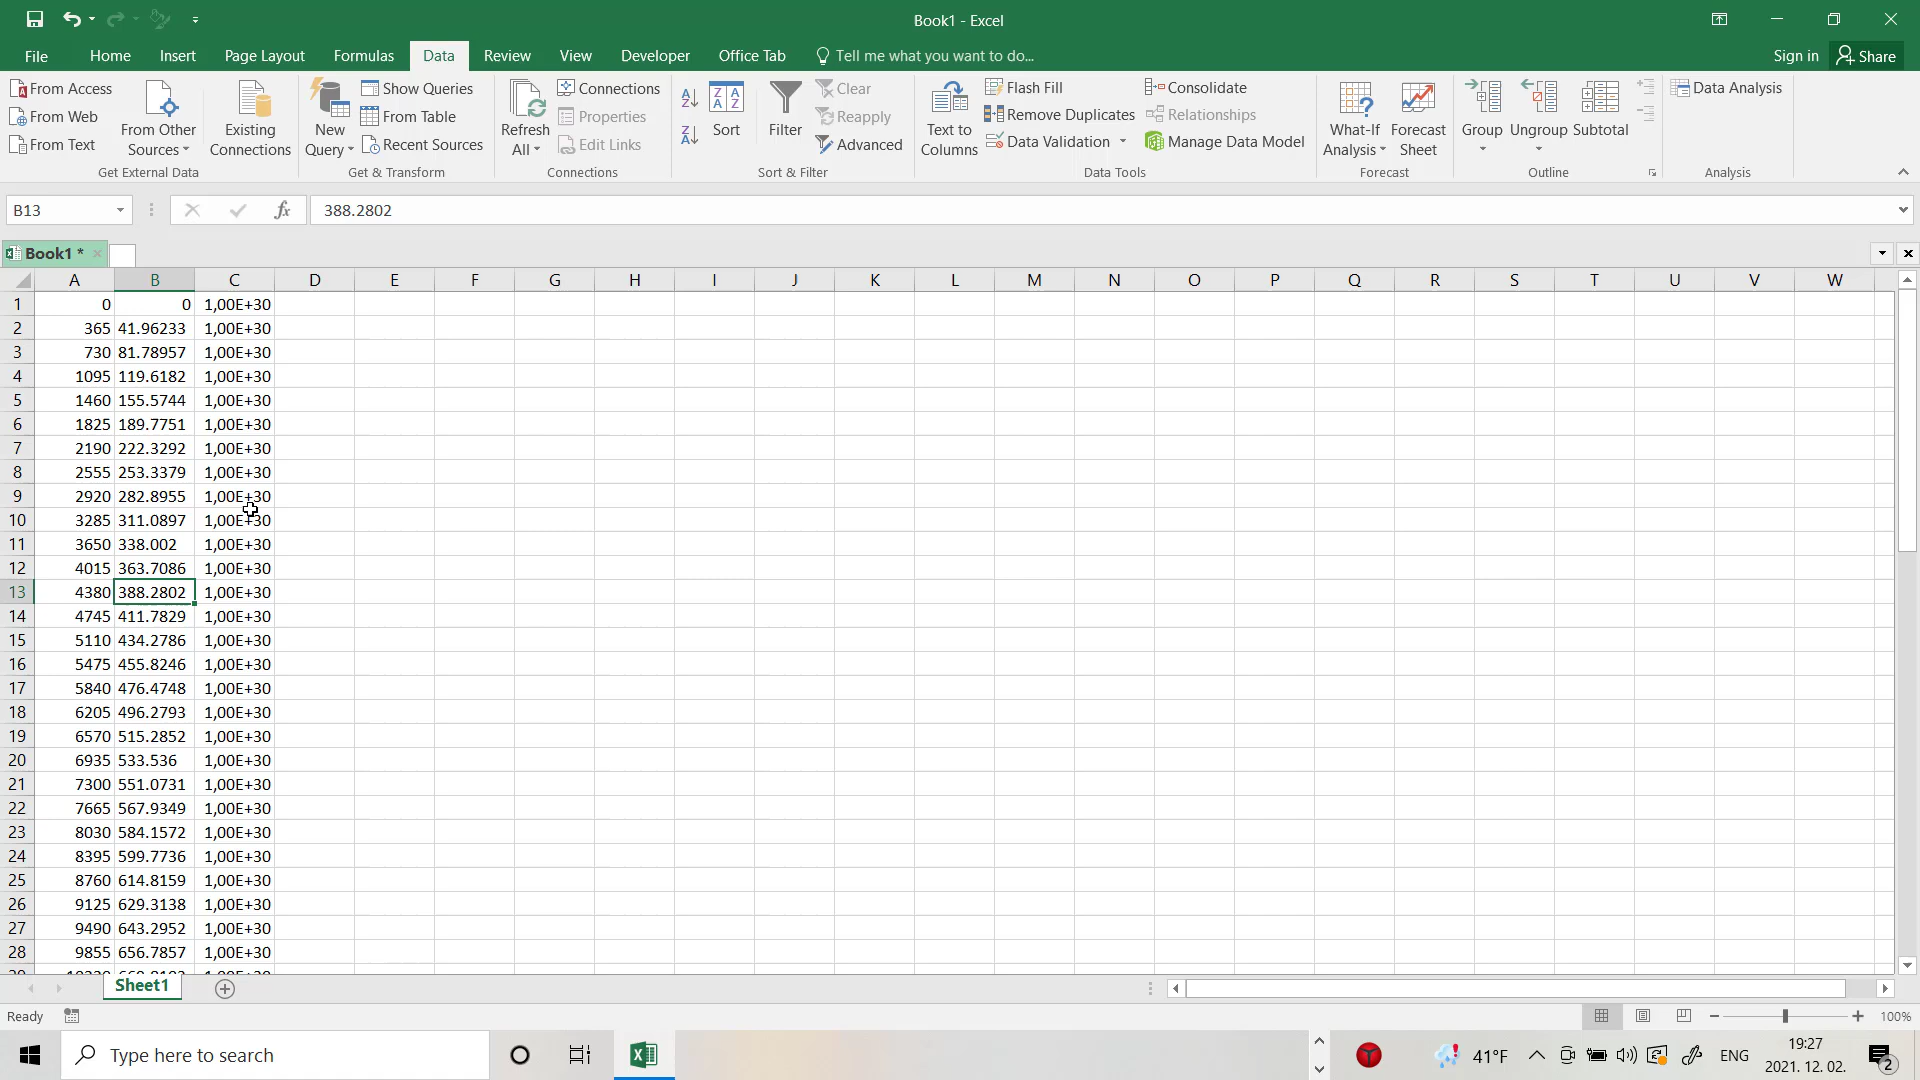 Book1 - Excel
File Home Insert Page Layout Formulas Data Review View Developer Office Tab Tell me what you want to do... Sign in Share
From Access
From Web
From Text
From Other
Sources
Get External Data
Existing
Connections
New
Query
Show Queries
From Table
Recent Sources
Get & Transform
Refresh
All
Connections
Properties
Edit Links
Connections
Sort
Filter
Clear
Reapply
Advanced
Sort & Filter
Text to
Columns
Flash Fill
Remove Duplicates
Data Validation
Consolidate
Relationships
Manage Data Model
Data Tools
What-If
Analysis
Forecast
Sheet
Forecast
Group
Ungroup
Subtotal
Outline
Data Analysis
Analysis
B13 fx 388.2802
Book1 *
A B C D E F G H I J K L M N O P Q R S T U V W
1 0 0 1,00E+30
2 365 41.96233 1,00E+30
3 730 81.78957 1,00E+30
4 1095 119.6182 1,00E+30
5 1460 155.5744 1,00E+30
6 1825 189.7751 1,00E+30
7 2190 222.3292 1,00E+30
8 2555 253.3379 1,00E+30
9 2920 282.8955 1,00E+30
10 3285 311.0897 1,00E+30
11 3650 338.002 1,00E+30
12 4015 363.7086 1,00E+30
13 4380 388.2802 1,00E+30
14 4745 411.7829 1,00E+30
15 5110 434.2786 1,00E+30
16 5475 455.8246 1,00E+30
17 5840 476.4748 1,00E+30
18 6205 496.2793 1,00E+30
19 6570 515.2852 1,00E+30
20 6935 533.536 1,00E+30
21 7300 551.0731 1,00E+30
22 7665 567.9349 1,00E+30
23 8030 584.1572 1,00E+30
24 8395 599.7736 1,00E+30
25 8760 614.8159 1,00E+30
26 9125 629.3138 1,00E+30
27 9490 643.2952 1,00E+30
28 9855 656.7857 1,00E+30
Sheet1
Ready 100%
Type here to search 41°F ENG 19:27
2021. 12. 02. 2